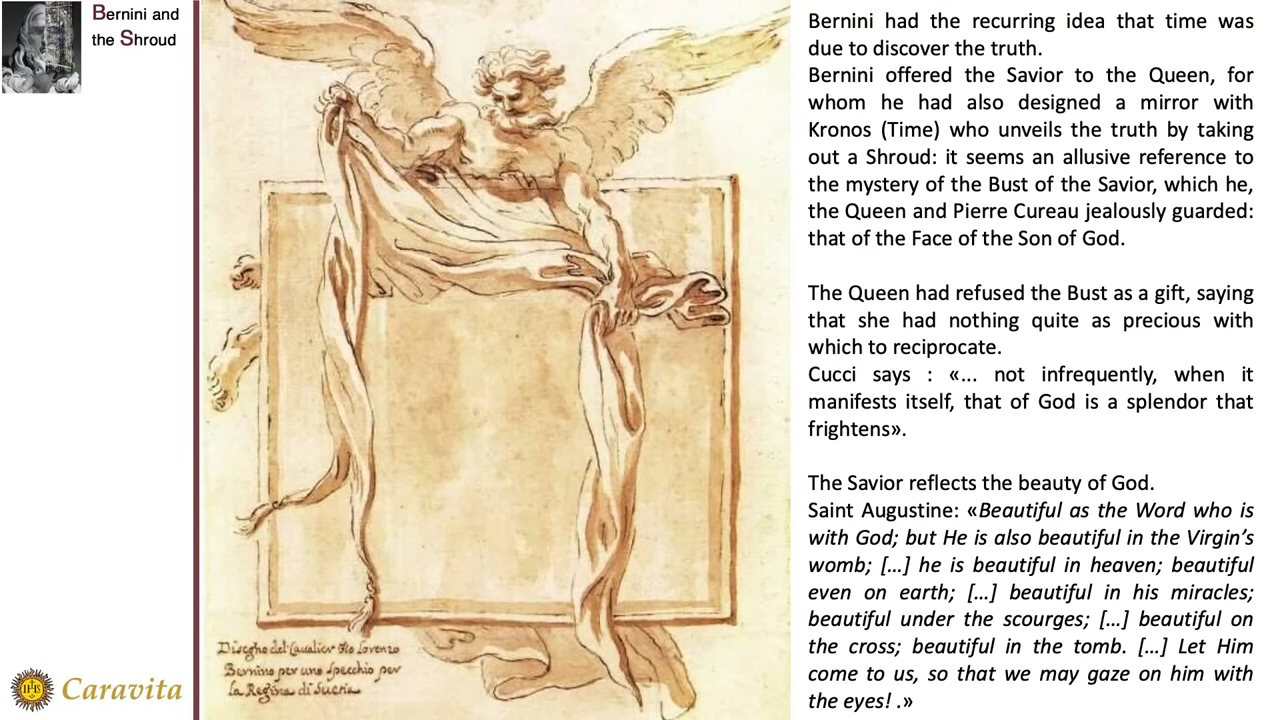 Bernini and
the Shroud
Bernini had the recurring idea that time was
due to discover the truth.
Bernini offered the Savior to the Queen, for
whom he had also designed a mirror with
Kronos (Time) who unveils the truth by taking
out a Shroud: it seems an allusive reference to
the mystery of the Bust of the Savior, which he,
the Queen and Pierre Cureau jealously guarded:
that of the Face of the Son of God.
The Queen had refused the Bust as a gift, saying
that she had nothing quite as precious with
which to reciprocate.
Cucci says : «... not infrequently, when it
manifests itself, that of God is a splendor that
frightens».
The Savior reflects the beauty of God.
Saint Augustine: «Beautiful as the Word who is
with God; but He is also beautiful in the Virgin’s
womb; […] he is beautiful in heaven; beautiful
even on earth; […] beautiful in his miracles;
beautiful under the scourges; […] beautiful on
the cross; beautiful in the tomb. […] Let Him
come to us, so that we may gaze on him with
the eyes! .»
Disegho del Cavalier Gio Lorenzo
Bernino per uno specchio per
la Regina di Suetia
IHS
Caravita